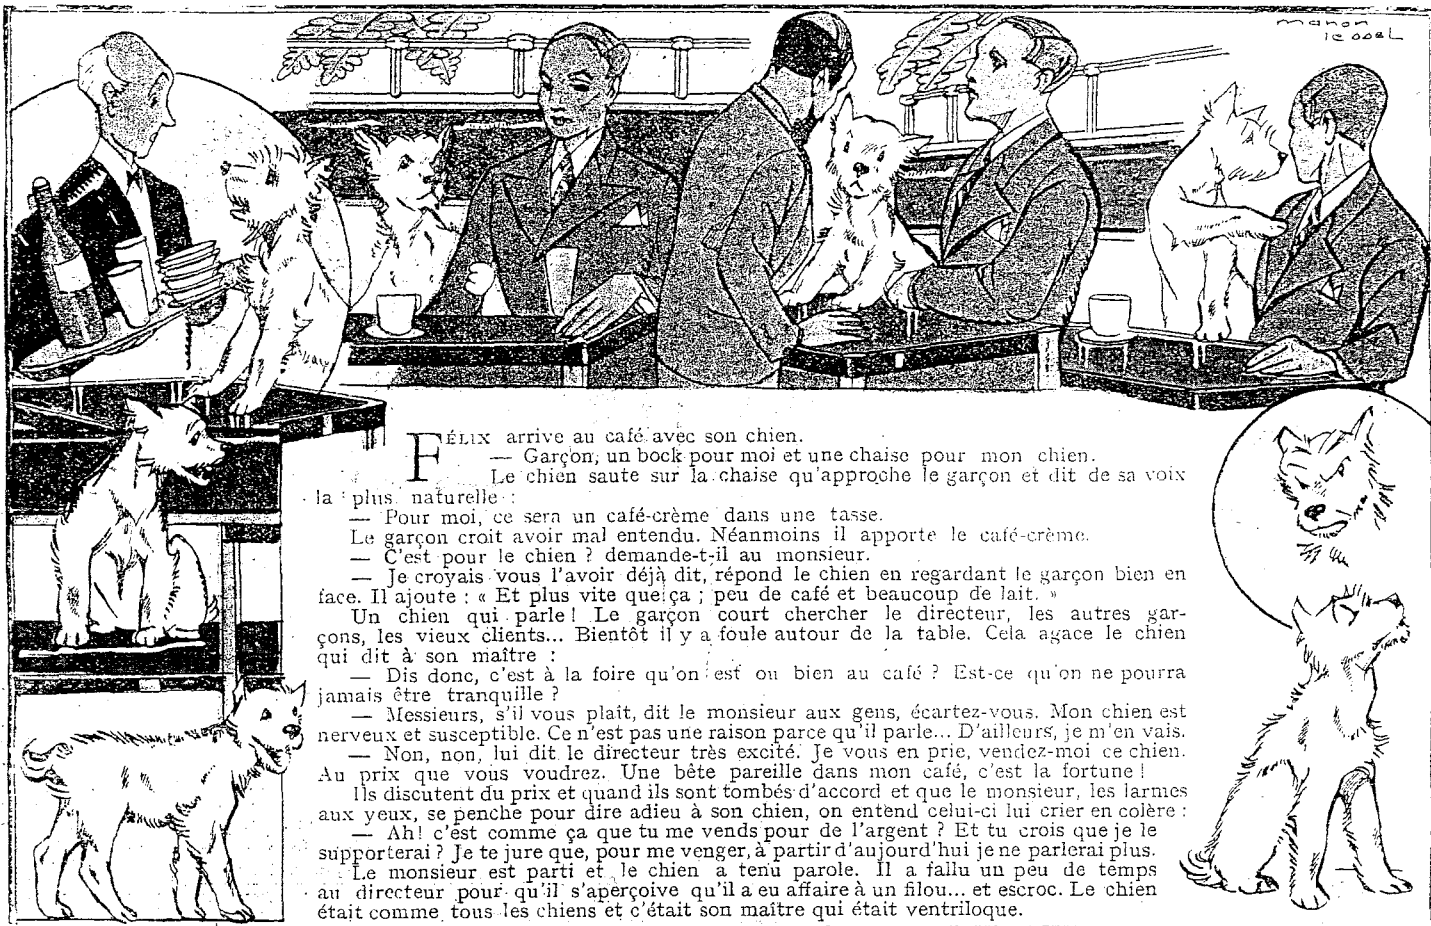 manon
iessel
FÉLIX arrive au café avec son chien.
— Garçon, un bock pour moi et une chaise pour mon chien.
Le chien saute sur la chaise qu'approche le garçon et dit de sa voix
la plus naturelle :
— Pour moi, ce sera un café-crème dans une tasse.
Le garçon croit avoir mal entendu. Néanmoins il apporte le café-crème.
— C'est pour le chien ? demande-t-il au monsieur.
— Je croyais vous l'avoir déjà dit, répond le chien en regardant le garçon bien en
face. Il ajoute : « Et plus vite que ça ; peu de café et beaucoup de lait. »
Un chien qui parle! Le garçon court chercher le directeur, les autres gar-
çons, les vieux clients... Bientôt il y a foule autour de la table. Cela agace le chien
qui dit à son maître :
— Dis donc, c'est à la foire qu'on est ou bien au café ? Est-ce qu'on ne pourra
jamais être tranquille ?
— Messieurs, s'il vous plaît, dit le monsieur aux gens, écartez-vous. Mon chien est
nerveux et susceptible. Ce n'est pas une raison parce qu'il parle... D'ailleurs, je m'en vais.
— Non, non, lui dit le directeur très excité. Je vous en prie, vendez-moi ce chien.
Au prix que vous voudrez. Une bête pareille dans mon café, c'est la fortune !
Ils discutent du prix et quand ils sont tombés d'accord et que le monsieur, les larmes
aux yeux, se penche pour dire adieu à son chien, on entend celui-ci lui crier en colère :
— Ah! c'est comme ça que tu me vends pour de l'argent ? Et tu crois que je le
supporterai ? Je te jure que, pour me venger, à partir d'aujourd'hui je ne parlerai plus.
Le monsieur est parti et le chien a tenu parole. Il a fallu un peu de temps
au directeur pour qu'il s'aperçoive qu'il a eu affaire à un filou... et escroc. Le chien
était comme tous les chiens et c'était son maître qui était ventriloque.